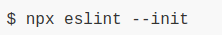 $ npx eslint --init